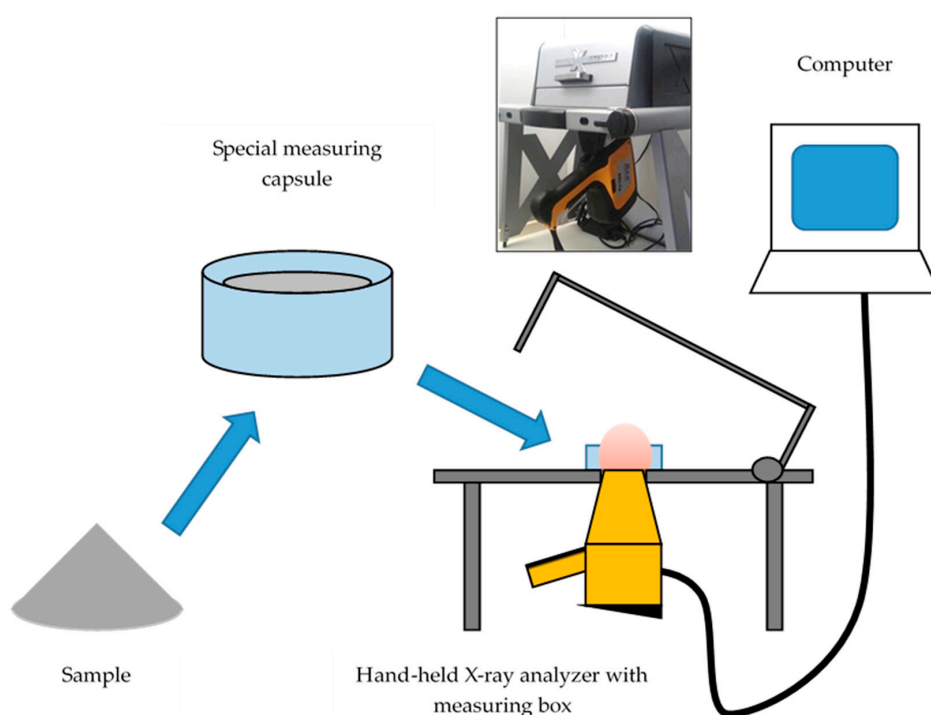 Computer
Special measuring
capsule
Sample
Hand-held X-ray analyzer with
measuring box